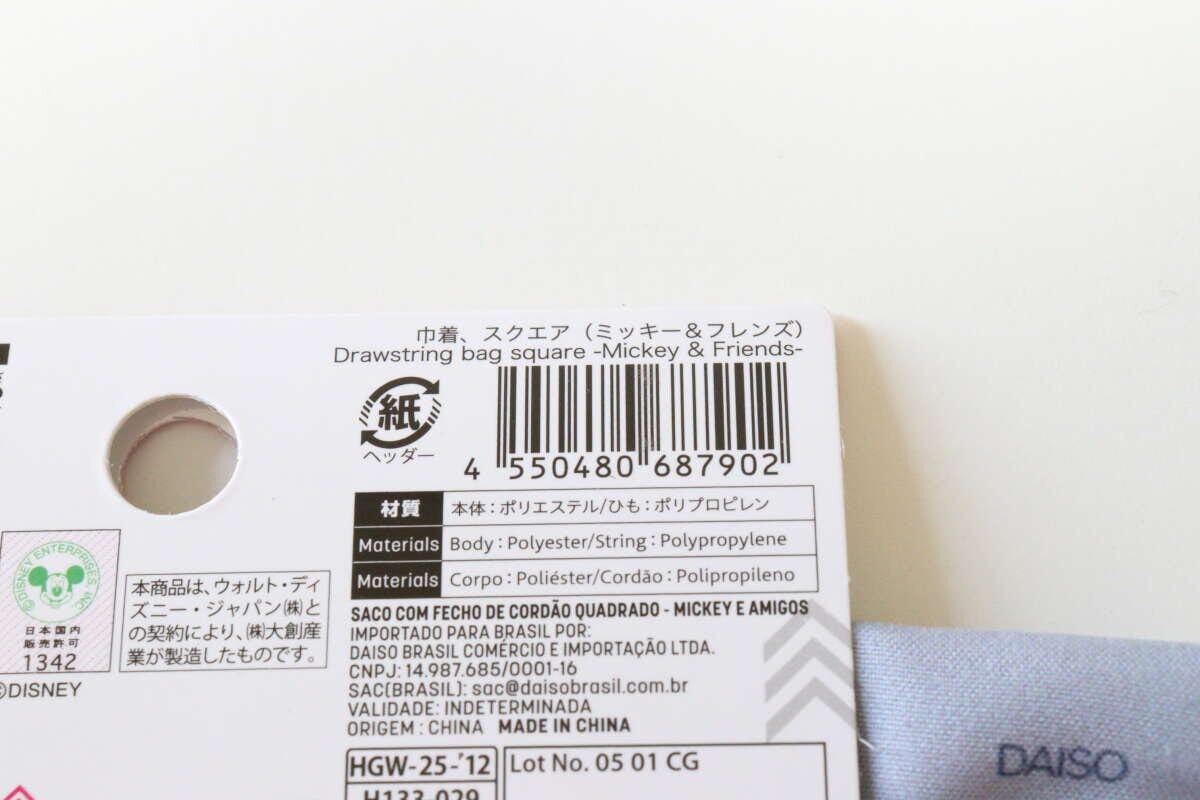 巾着、スクエア（ミッキー＆フレンズ）
Drawstring bag square -Mickey & Friends-
紙
ヘッダー
4 550480 687902
材質 本体：ポリエステル/ひも：ポリプロピレン
Materials Body : Polyester/String : Polypropylene
Materials Corpo : Poliéster/Cordão : Polipropileno
SACO COM FECHO DE CORDÃO QUADRADO - MICKEY E AMIGOS
IMPORTADO PARA BRASIL POR:
DAISO BRASIL COMÉRCIO E IMPORTAÇÃO LTDA.
CNPJ: 14.987.685/0001-16
SAC(BRASIL): sac@daisobrasil.com.br
VALIDADE: INDETERMINADA
ORIGEM : CHINA MADE IN CHINA
HGW-25-'12
Lot No. 05 01 CG
H133-029
©DISNEY ENTERPRISES INC
日本国内
販売許可
1342
本商品は、ウォルト・ディ
ズニー・ジャパン㈱と
の契約により、㈱大創産
業が製造したものです。
©DISNEY
DAISO